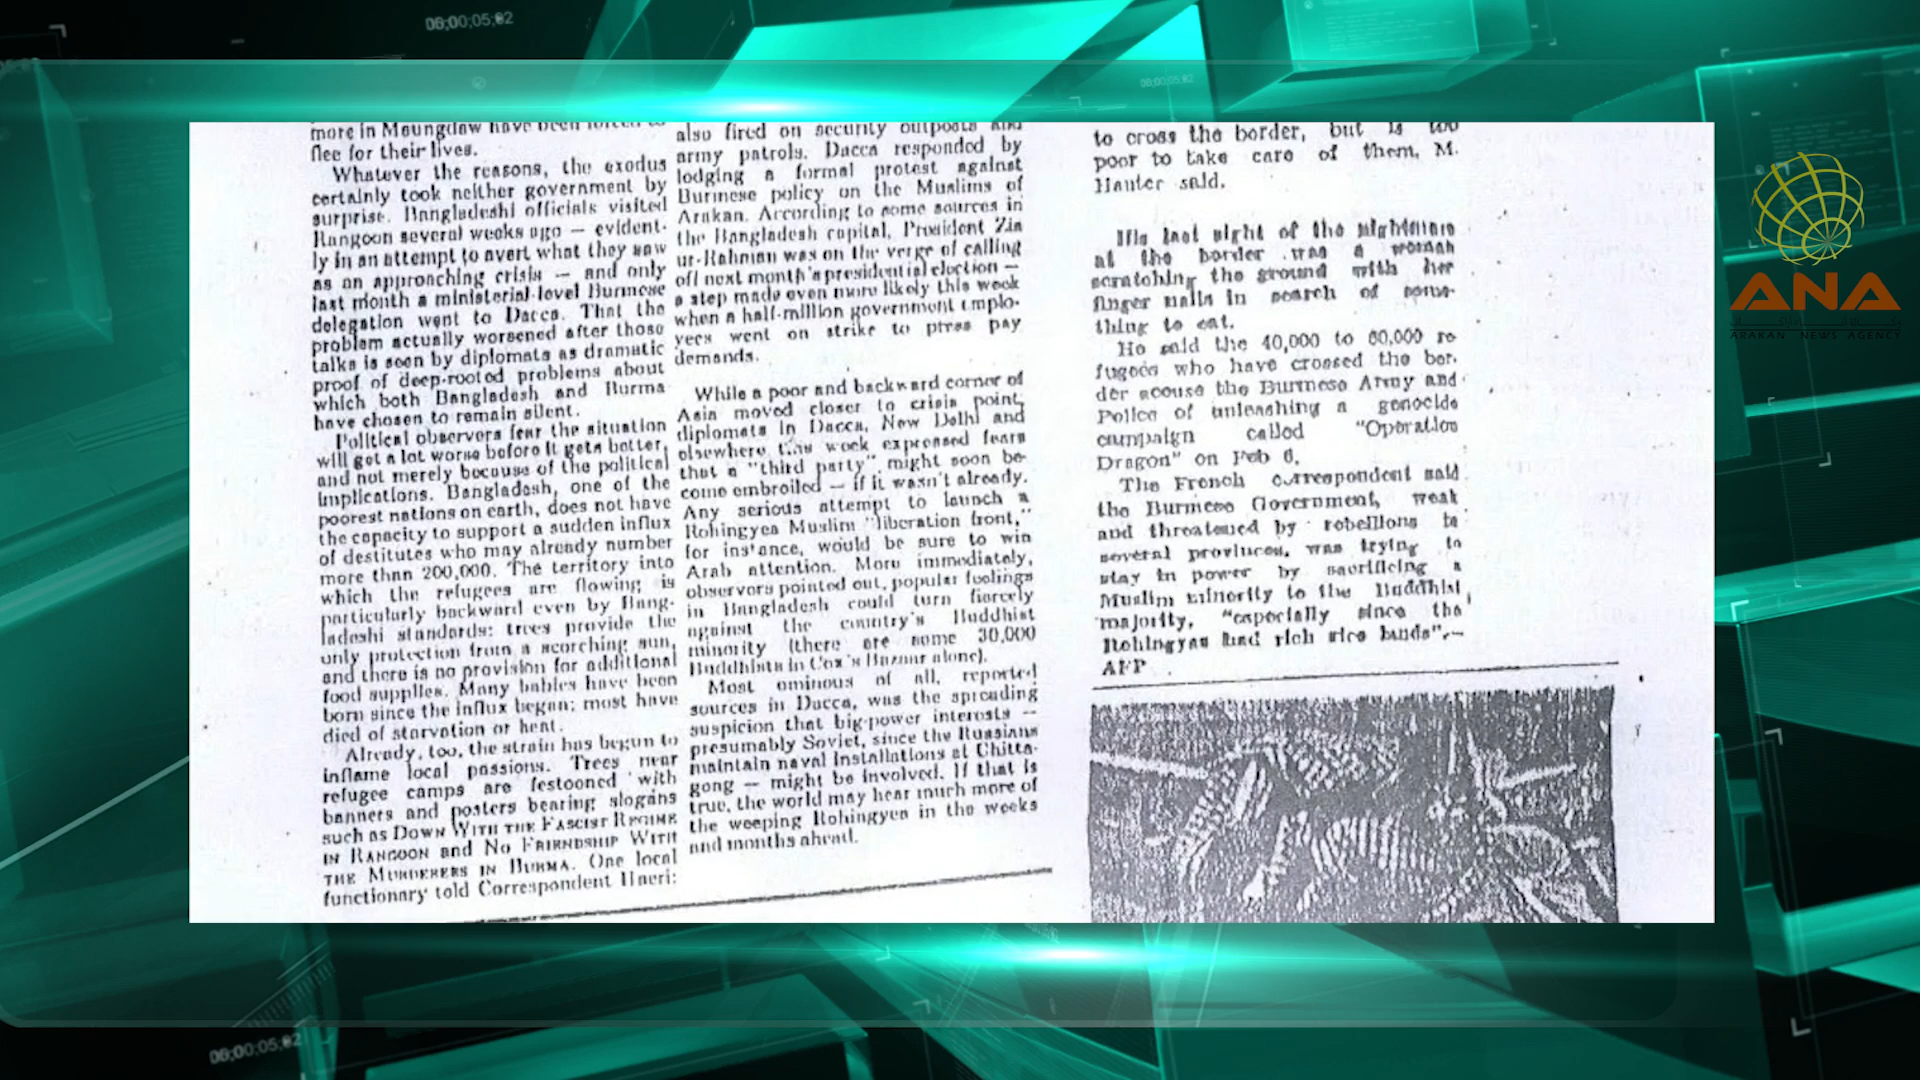 00;00;05;02
more in Moungdaw have been forced to
flee for their lives.
Whatever the reasons, the exodus
certainly took neither government by
surprise. Bangladeshi officials visited
Rangoon several weeks ago — evident-
ly in an attempt to avert what they saw
as an approaching crisis — and only
last month a ministerial-level Burmese
delegation went to Dacca. That the
problem actually worsened after those
talks is seen by diplomats as dramatic
proof of deep-rooted problems about
which both Bangladesh and Burma
have chosen to remain silent.
Political observers fear the situation
will get a lot worse before it gets better,
and not merely because of the political
implications. Bangladesh, one of the
poorest nations on earth, does not have
the capacity to support a sudden influx
of destitutes who may already number
more than 200,000. The territory into
which the refugees are flowing is
particularly backward even by Bang-
ladeshi standards: trees provide the
only protection from a scorching sun,
and there is no provision for additional
food supplies. Many babies have been
born since the influx began; most have
died of starvation or heat.
Already, too, the strain has begun to
inflame local passions. Trees near
refugee camps are festooned with
banners and posters bearing slogans
such as DOWN WITH THE FASCIST REGIME
IN RANGOON and NO FRIENDSHIP WITH
THE MURDERERS IN BURMA. One local
functionary told Correspondent
also fired on security outposts and
army patrols. Dacca responded by
lodging a formal protest against
Burmese policy on the Muslims of
Arakan. According to some sources in
the Bangladesh capital, President Zia
ur-Rahman was on the verge of calling
off next month's presidential election —
a step made even more likely this week
when a half-million government emplo-
yees went on strike to press pay
demands.
While a poor and backward corner of
Asia moved closer to crisis point,
diplomats in Dacca, New Delhi and
elsewhere this week expressed fears
that a "third party" might soon be-
come embroiled — if it wasn't already.
Any serious attempt to launch a
Rohingyea Muslim "liberation front,"
for instance, would be sure to win
Arab attention. More immediately,
observers pointed out, popular feelings
in Bangladesh could turn fiercely
against the country's Buddhist
minority (there are some 30,000
Buddhists in Cox's Bazaar alone).
Most ominous of all, reported
sources in Dacca, was the spreading
suspicion that big-power interests —
presumably Soviet, since the Russians
maintain naval installations at Chitta-
gong — might be involved. If that is
true, the world may hear much more of
the weeping Rohingyea in the weeks
and months ahead.
to cross the border, but is too
poor to take care of them, M.
said.
His last sight of the nightmare
at the border was a woman
scratching the ground with her
finger nails in search of some-
thing to eat.
He said the 40,000 to 60,000 re
fugees who have crossed the bor-
der accuse the Burmese Army and
Police of unleashing a genocide
campaign called "Operation
Dragon" on Feb 6.
The French correspondent said
the Burmese Government, weak
and threatened by rebellions in
several provinces, was trying to
stay in power by sacrificing a
Muslim minority to the Buddhist
majority, "especially since the
Rohingyas had rich rice lands".—
AFP
ANA
ARAKAN NEWS AGENCY
00;00;05;02
00;00;05;02